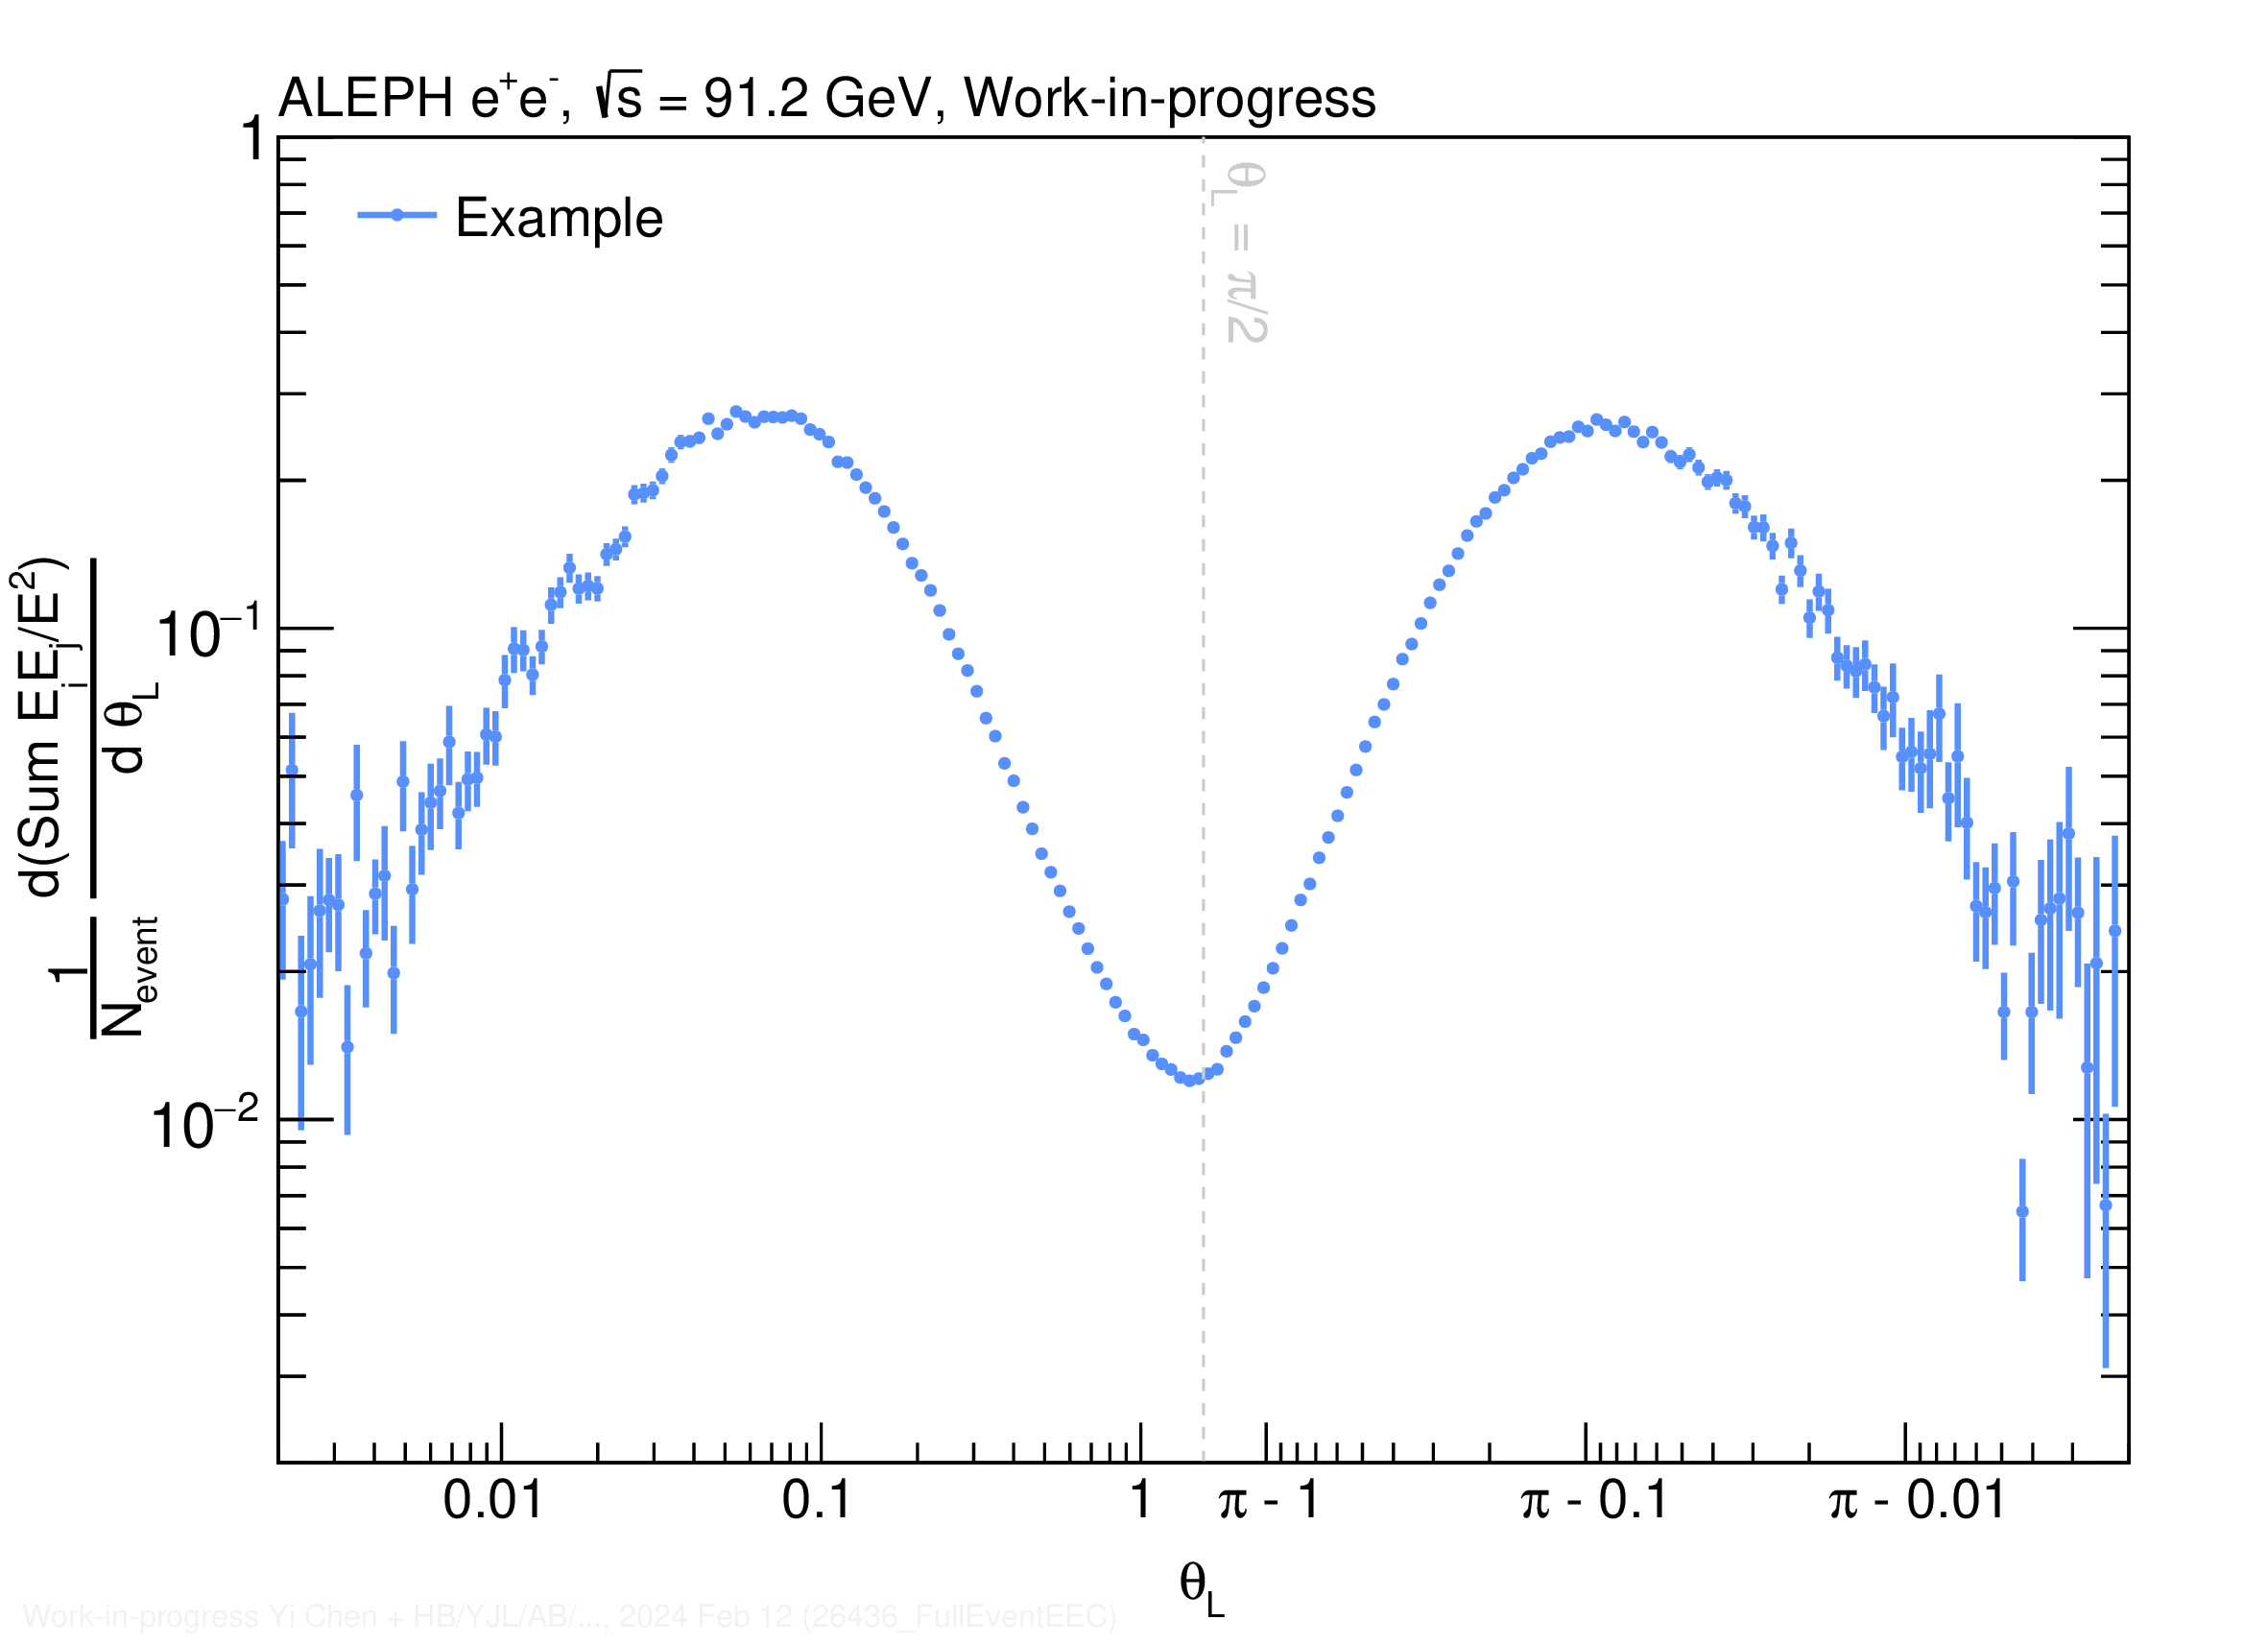 ALEPH e+e-, √s = 91.2 GeV, Work-in-progress
1
Example
θL = π/2
10−1
10−2
1
Nevent
d(Sum EiEj/E2)
d θL
0.01
0.1
1
π - 1
π - 0.1
π - 0.01
θL
Work-in-progress Yi Chen + HB/YJL/AB/..., 2024 Feb 12 (26436_FullEventEEC)